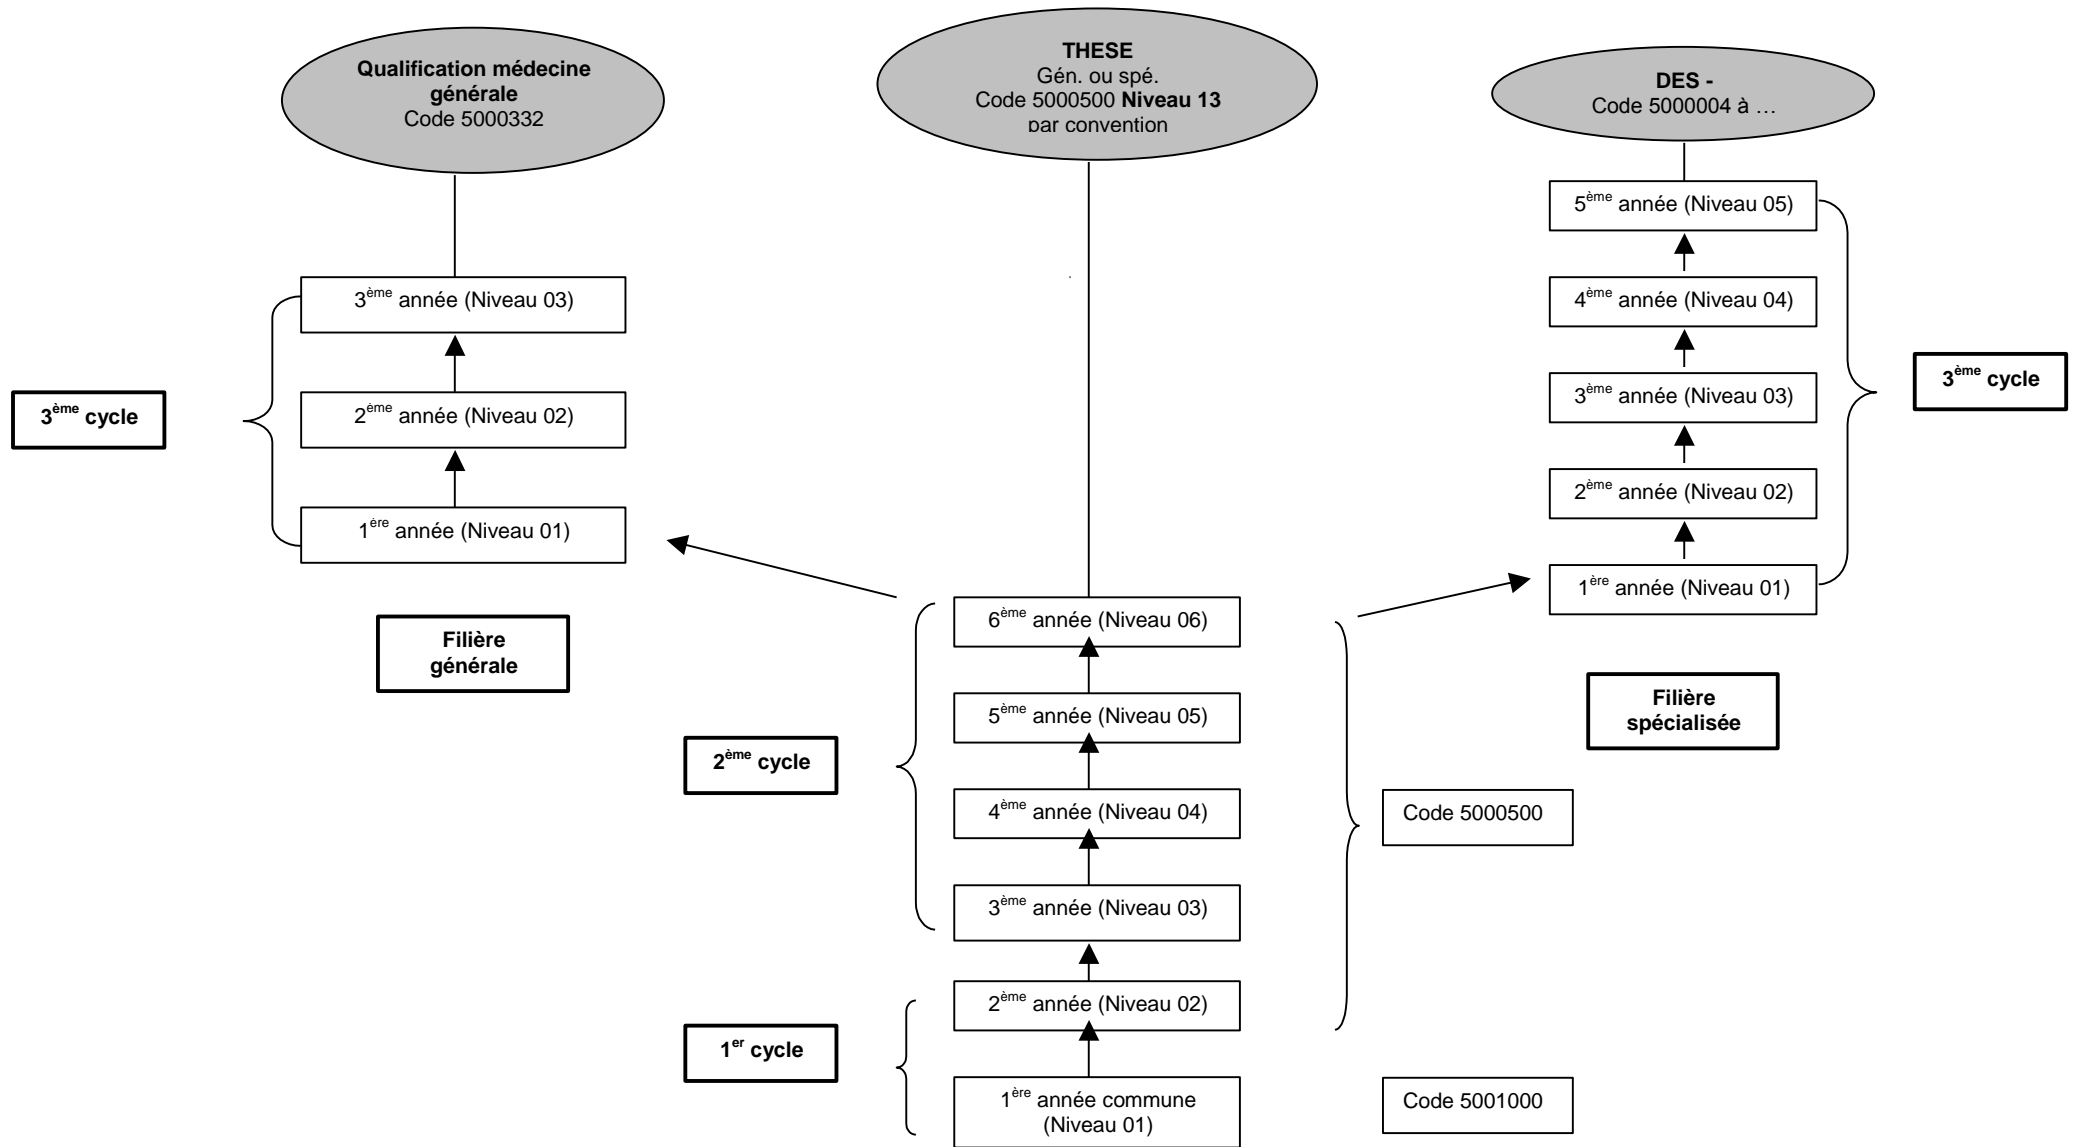 Qualification médecine
générale
Code 5000332
THESE
Gén. ou spé.
Code 5000500 Niveau 13
par convention
DES -
Code 5000004 à …
5ème année (Niveau 05)
3ème année (Niveau 03)
4ème année (Niveau 04)
3ème cycle
2ème année (Niveau 02)
3ème année (Niveau 03)
3ème cycle
1ère année (Niveau 01)
2ème année (Niveau 02)
1ère année (Niveau 01)
Filière
générale
6ème année (Niveau 06)
Filière
spécialisée
5ème année (Niveau 05)
2ème cycle
4ème année (Niveau 04)
Code 5000500
3ème année (Niveau 03)
2ème année (Niveau 02)
1er cycle
1ère année commune
(Niveau 01)
Code 5001000